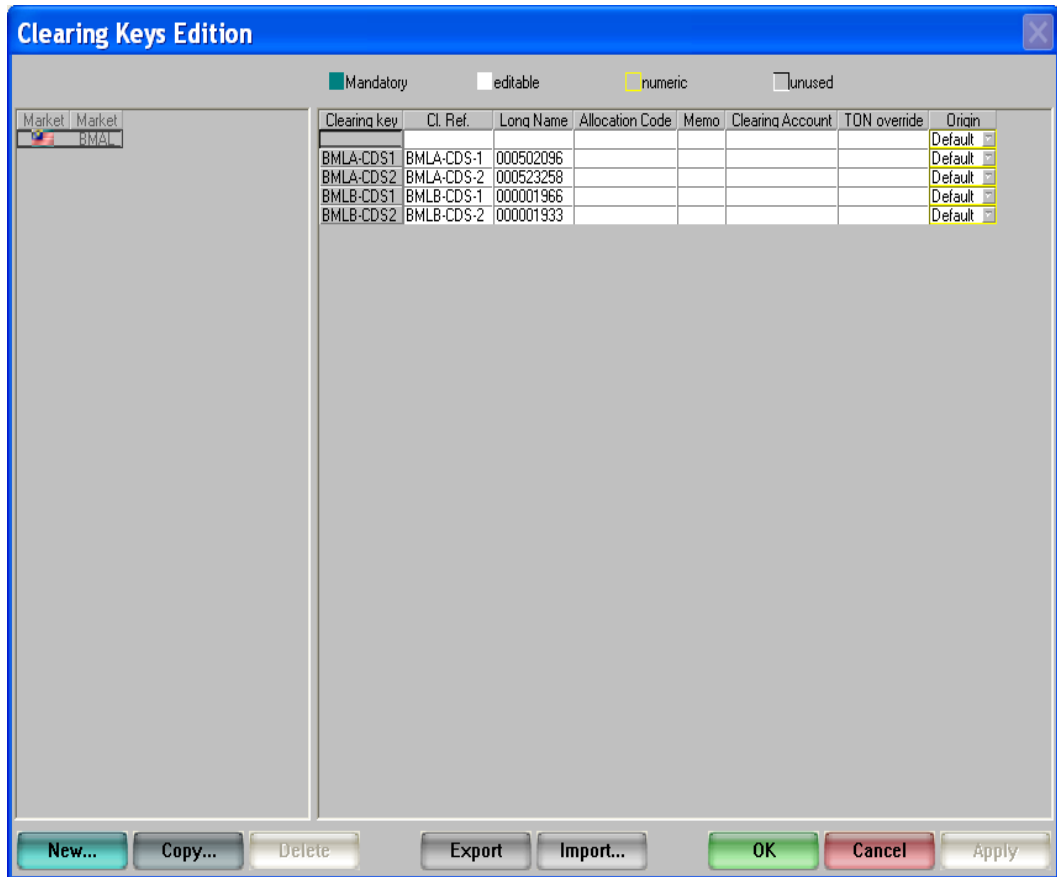 Clearing Keys Edition
Mandatory editable numeric unused
Market Market
BMAL
Clearing key Cl. Ref. Long Name Allocation Code Memo Clearing Account TON override Origin
Default
BMLA-CDS1 BMLA-CDS-1 000502096 Default
BMLA-CDS2 BMLA-CDS-2 000523258 Default
BMLB-CDS1 BMLB-CDS-1 000001966 Default
BMLB-CDS2 BMLB-CDS-2 000001933 Default
New... Copy... Delete Export Import... OK Cancel Apply